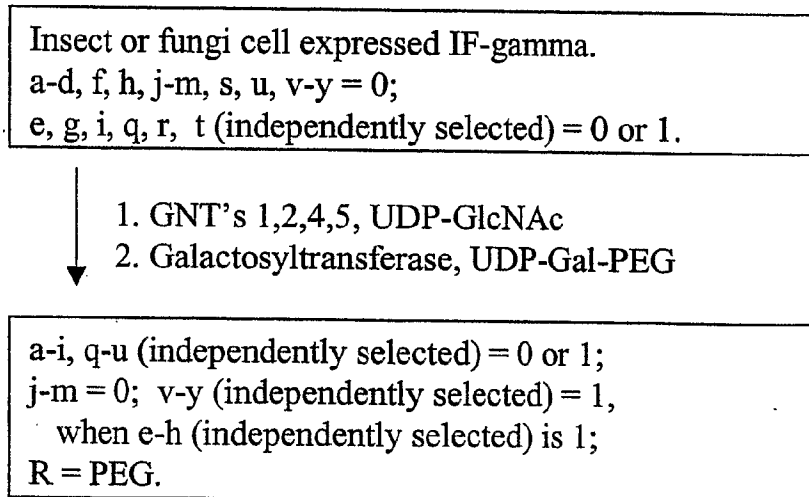 Insect or fungi cell expressed IF-gamma.
a-d, f, h, j-m, s, u, v-y = 0;
e, g, i, q, r, t (independently selected) = 0 or 1.
1. GNT's 1,2,4,5, UDP-GlcNAc
2. Galactosyltransferase, UDP-Gal-PEG
a-i, q-u (independently selected) = 0 or 1;
j-m = 0; v-y (independently selected) = 1,
when e-h (independently selected) is 1;
R = PEG.